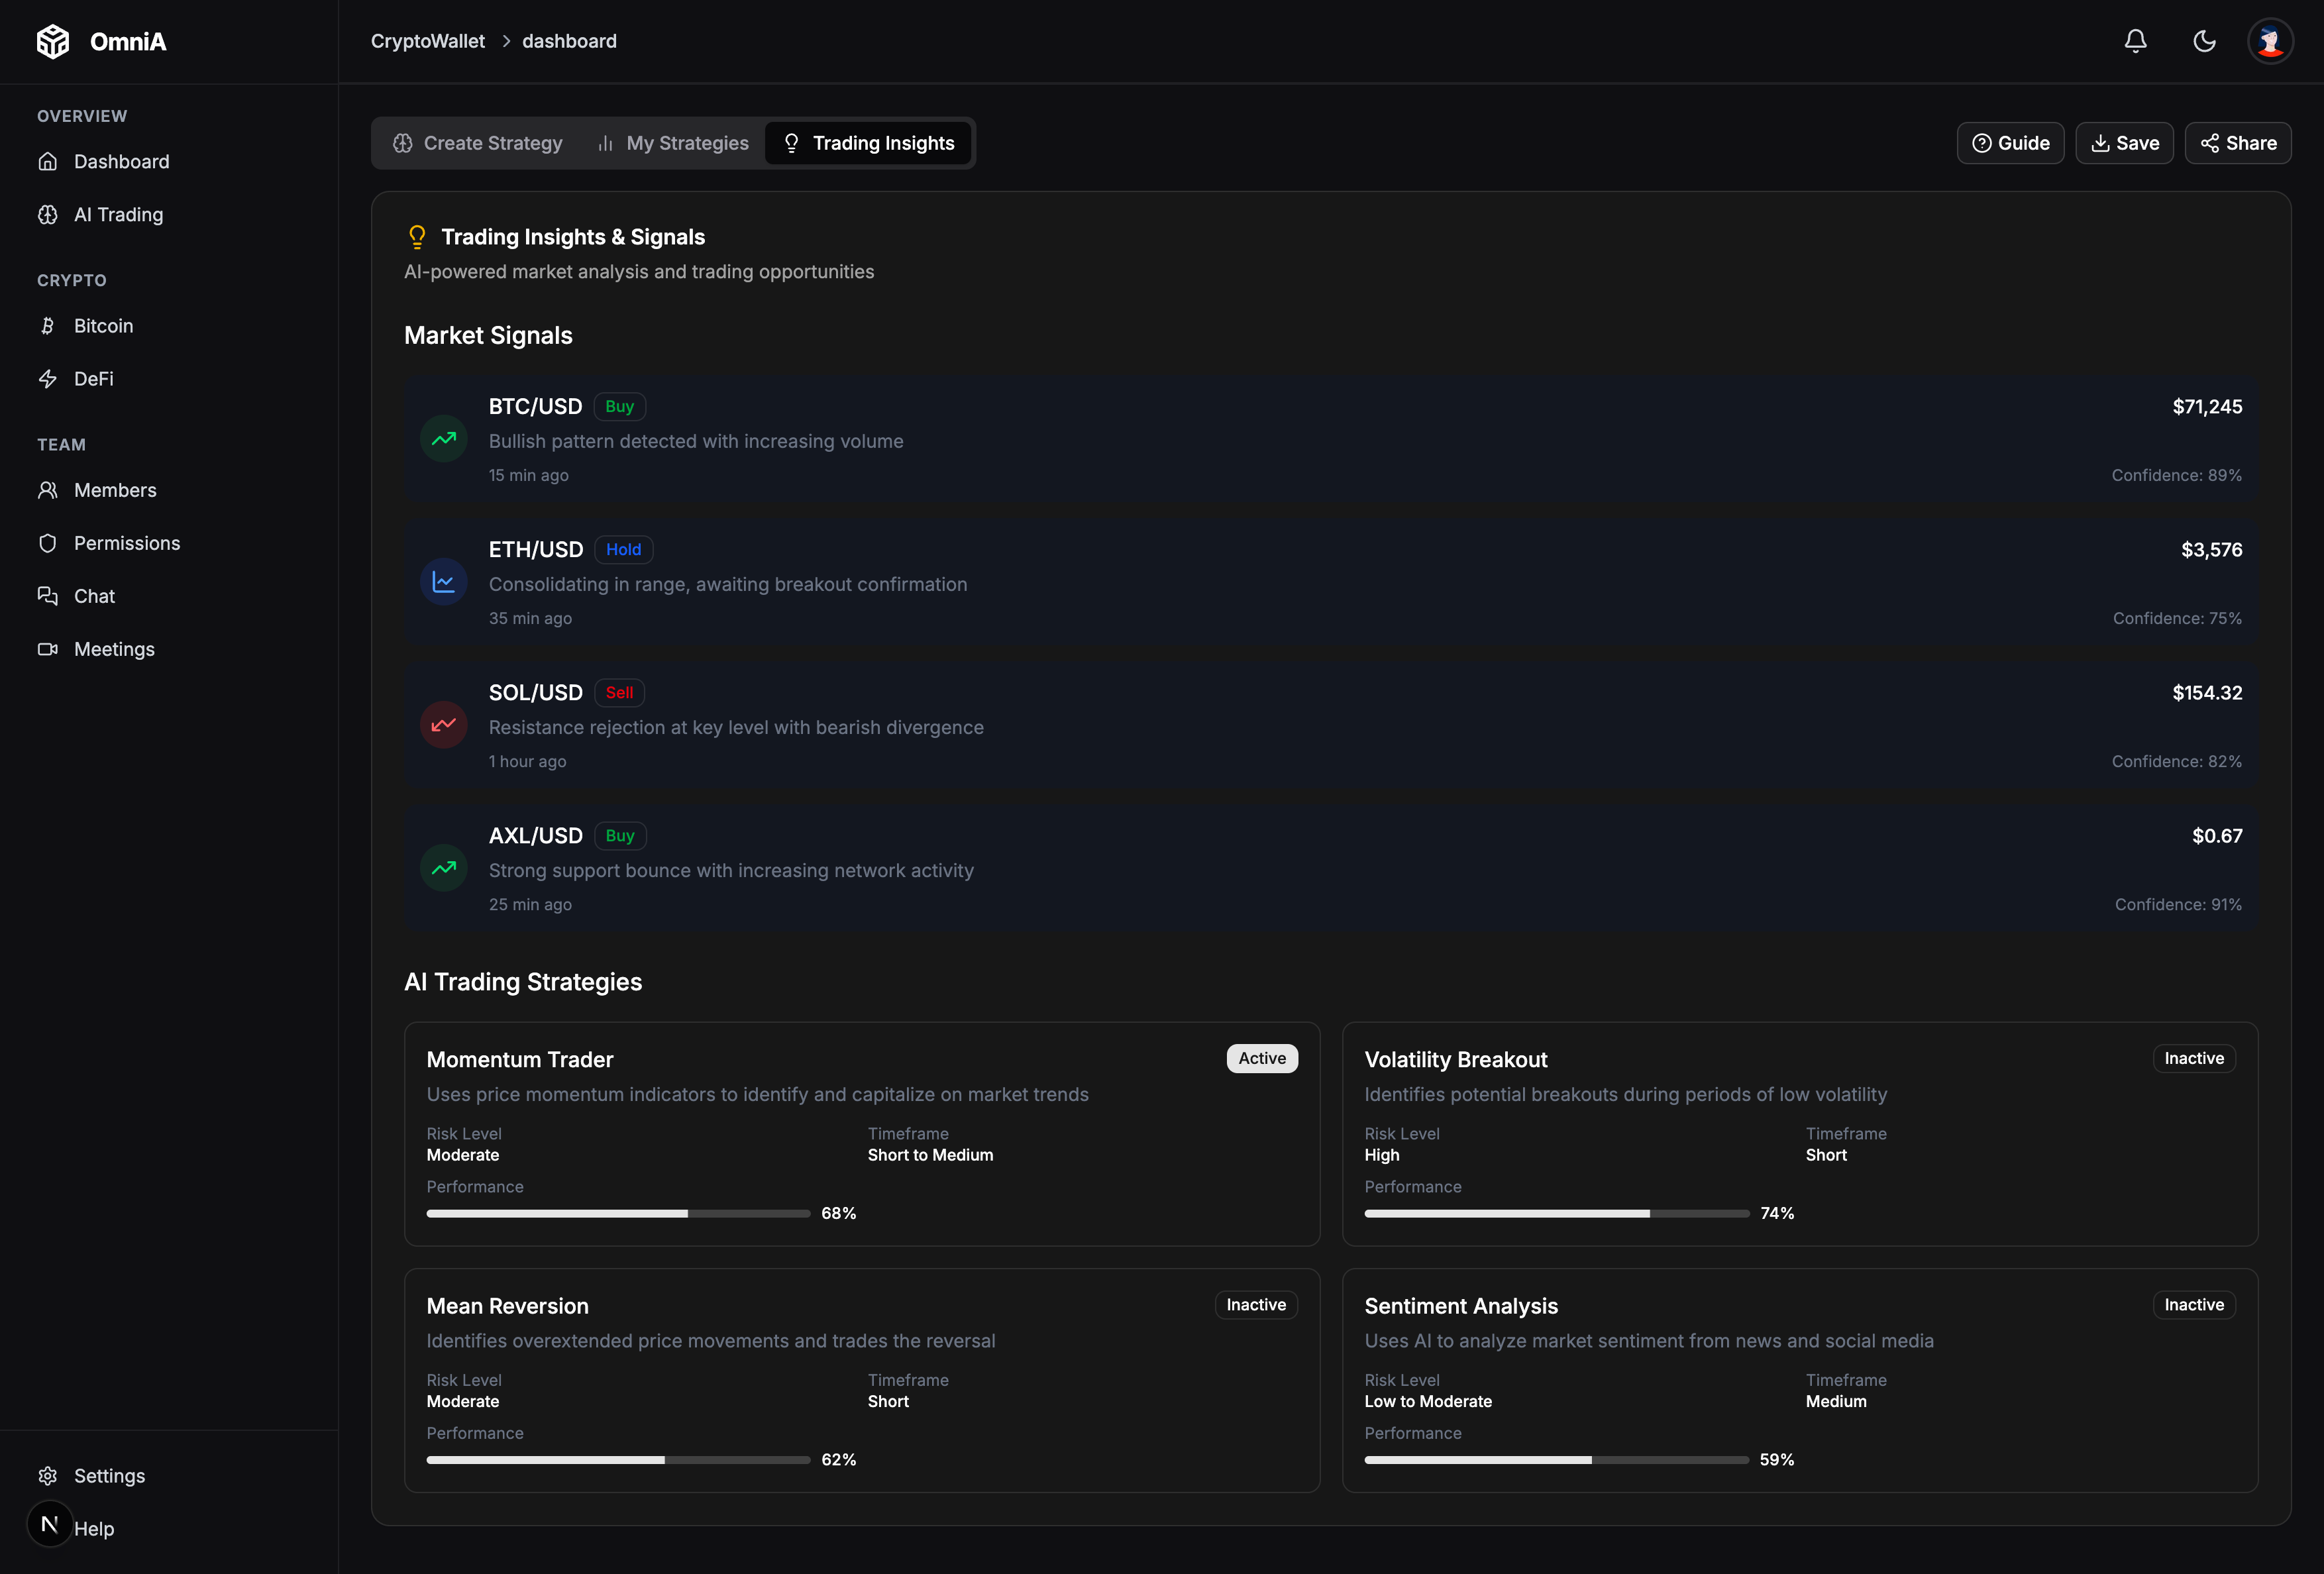 OmniA
CryptoWallet > dashboard
OVERVIEW
Dashboard
AI Trading
CRYPTO
Bitcoin
DeFi
TEAM
Members
Permissions
Chat
Meetings
Settings
N
Help
Create Strategy My Strategies Trading Insights
Guide Save Share
Trading Insights & Signals
AI-powered market analysis and trading opportunities
Market Signals
BTC/USD Buy $71,245
Bullish pattern detected with increasing volume
15 min ago Confidence: 89%
ETH/USD Hold $3,576
Consolidating in range, awaiting breakout confirmation
35 min ago Confidence: 75%
SOL/USD Sell $154.32
Resistance rejection at key level with bearish divergence
1 hour ago Confidence: 82%
AXL/USD Buy $0.67
Strong support bounce with increasing network activity
25 min ago Confidence: 91%
AI Trading Strategies
Momentum Trader Active
Uses price momentum indicators to identify and capitalize on market trends
Risk Level Timeframe
Moderate Short to Medium
Performance
68%
Volatility Breakout Inactive
Identifies potential breakouts during periods of low volatility
Risk Level Timeframe
High Short
Performance
74%
Mean Reversion Inactive
Identifies overextended price movements and trades the reversal
Risk Level Timeframe
Moderate Short
Performance
62%
Sentiment Analysis Inactive
Uses AI to analyze market sentiment from news and social media
Risk Level Timeframe
Low to Moderate Medium
Performance
59%